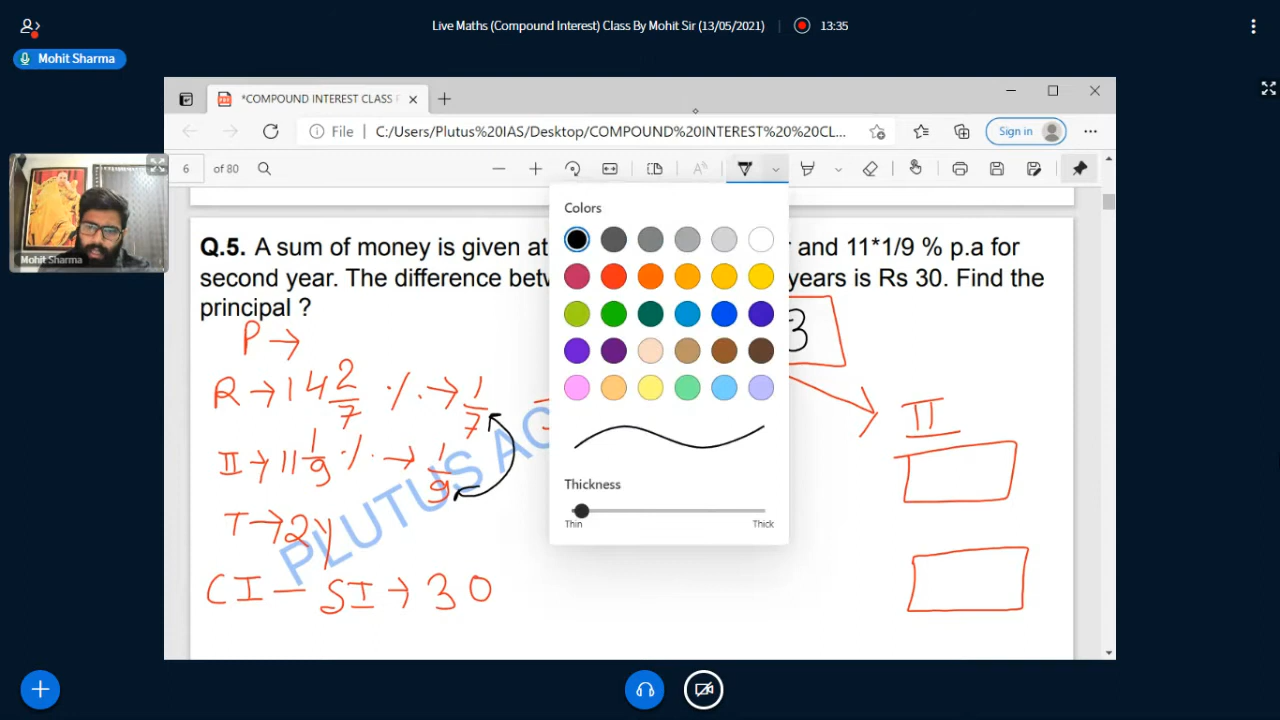 Live Maths (Compound Interest) Class By Mohit Sir (13/05/2021)
13:35
Mohit Sharma
*COMPOUND INTEREST CLASS
File
C:/Users/Plutus%20IAS/Desktop/COMPOUND%20INTEREST%20%20CL...
Sign in
6 of 80
Mohit Sharma
Colors
Thickness
Thin
Thick
Q.5. A sum of money is given at
and 11*1/9 % p.a for
second year. The difference
years is Rs 30. Find the
principal ?
P →
R → 14 2/7 % → 1/7
II → 11 1/9 % → 1/9
T → 2y
CI - SI → 30
3
II
PLUTUS